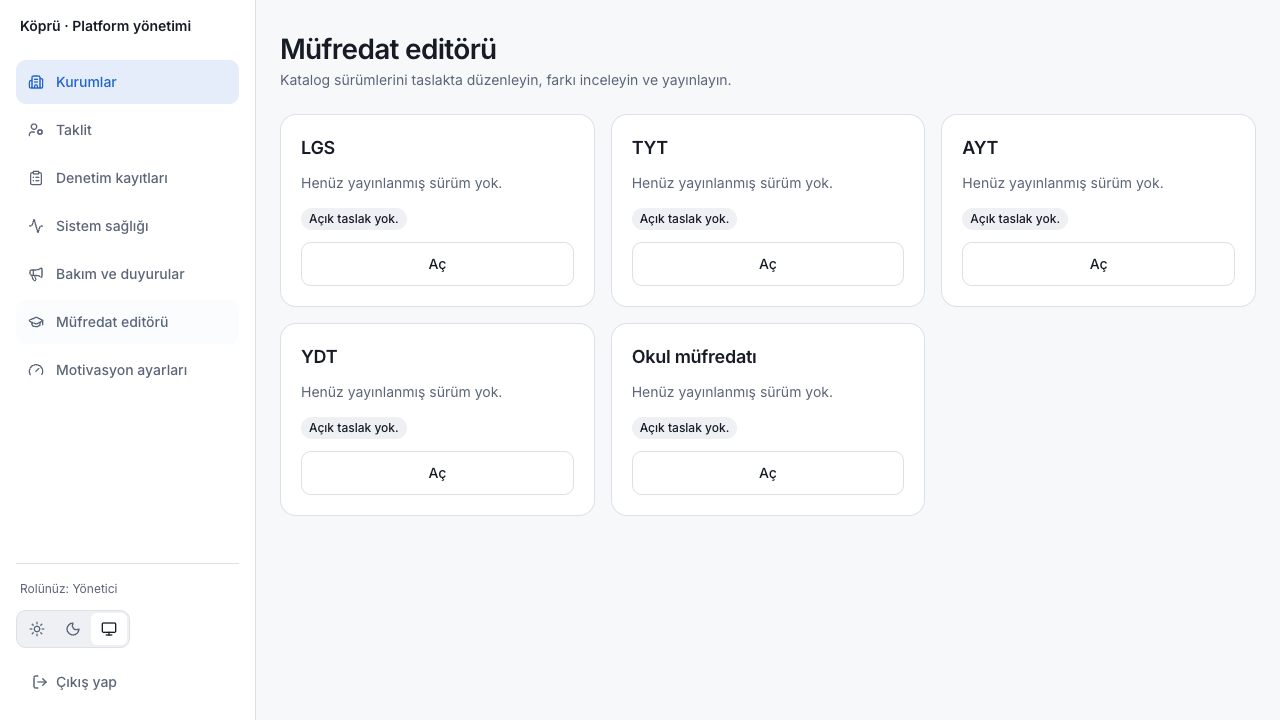 Köprü · Platform yönetimi
Kurumlar
Taklit
Denetim kayıtları
Sistem sağlığı
Bakım ve duyurular
Müfredat editörü
Motivasyon ayarları
Rolünüz: Yönetici
Çıkış yap
Müfredat editörü
Katalog sürümlerini taslakta düzenleyin, farkı inceleyin ve yayınlayın.
LGS
Henüz yayınlanmış sürüm yok.
Açık taslak yok.
Aç
TYT
Henüz yayınlanmış sürüm yok.
Açık taslak yok.
Aç
AYT
Henüz yayınlanmış sürüm yok.
Açık taslak yok.
Aç
YDT
Henüz yayınlanmış sürüm yok.
Açık taslak yok.
Aç
Okul müfredatı
Henüz yayınlanmış sürüm yok.
Açık taslak yok.
Aç